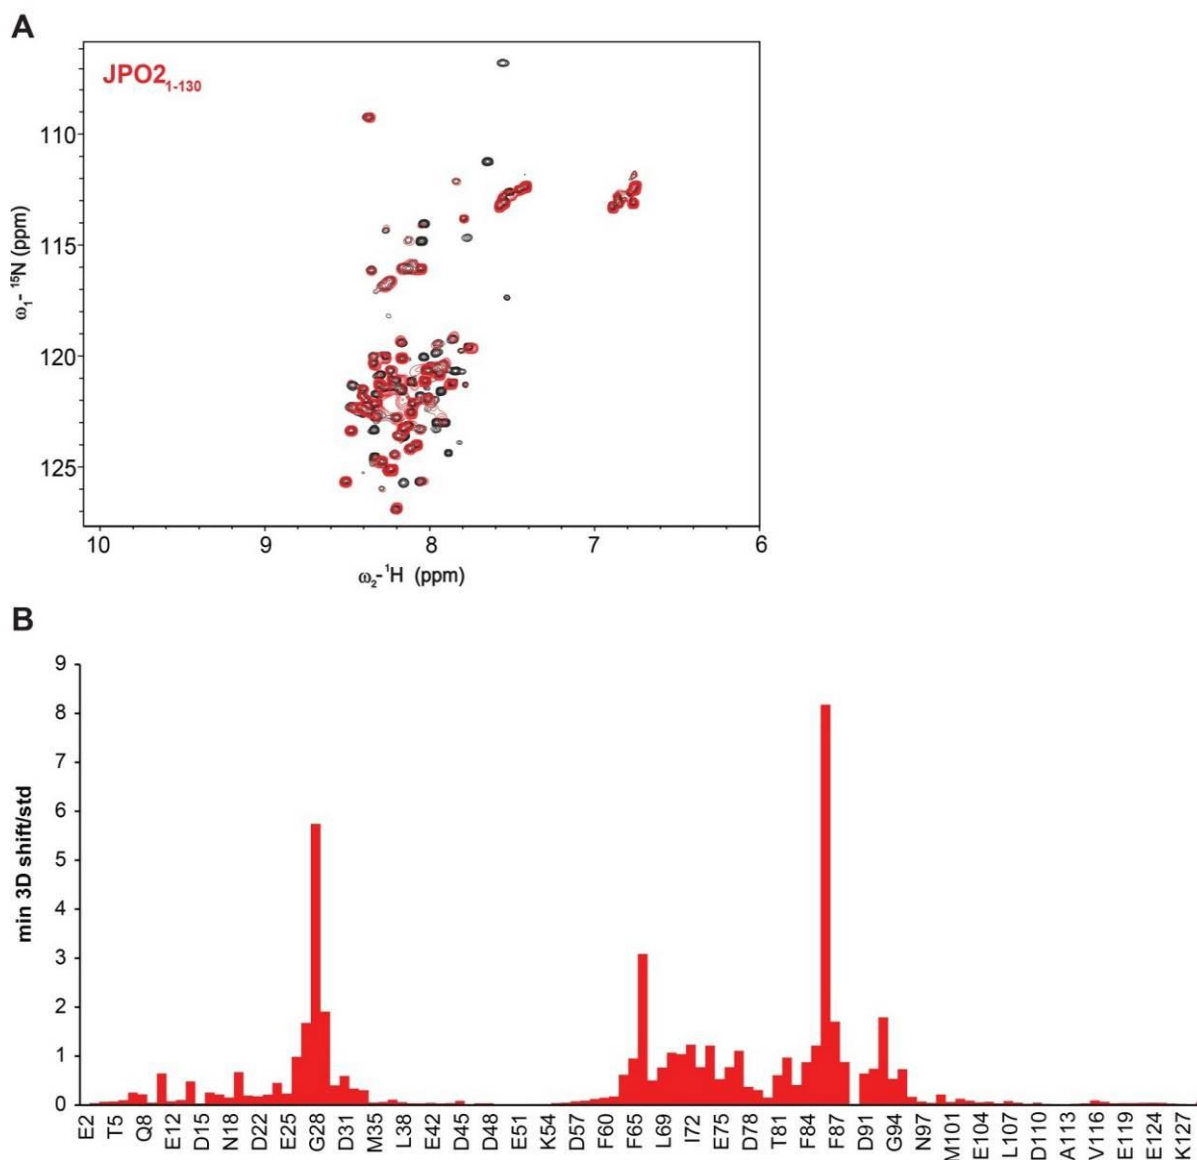 A
JPO2₁₋₁₃₀
110
115
120
125
ω₁- ¹⁵N (ppm)
10 9 8 7 6
ω₂-¹H (ppm)
B
9
8
7
6
5
4
3
2
1
0
min 3D shift/std
E2 T5 Q8 E12 D15 N18 D22 E25 G28 D31 M35 L38 E42 D45 D48 E51 K54 D57 F60 F65 L69 I72 E75 D78 T81 F84 F87 D91 G94 N97 M101 E104 L107 D110 A113 V116 E119 E124 K127